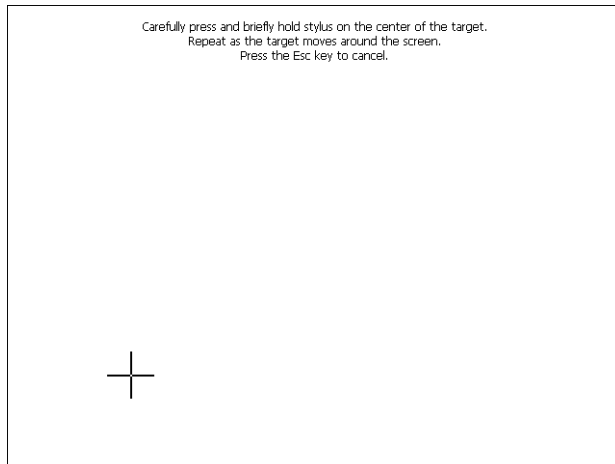 Carefully press and briefly hold stylus on the center of the target.
Repeat as the target moves around the screen.
Press the Esc key to cancel.